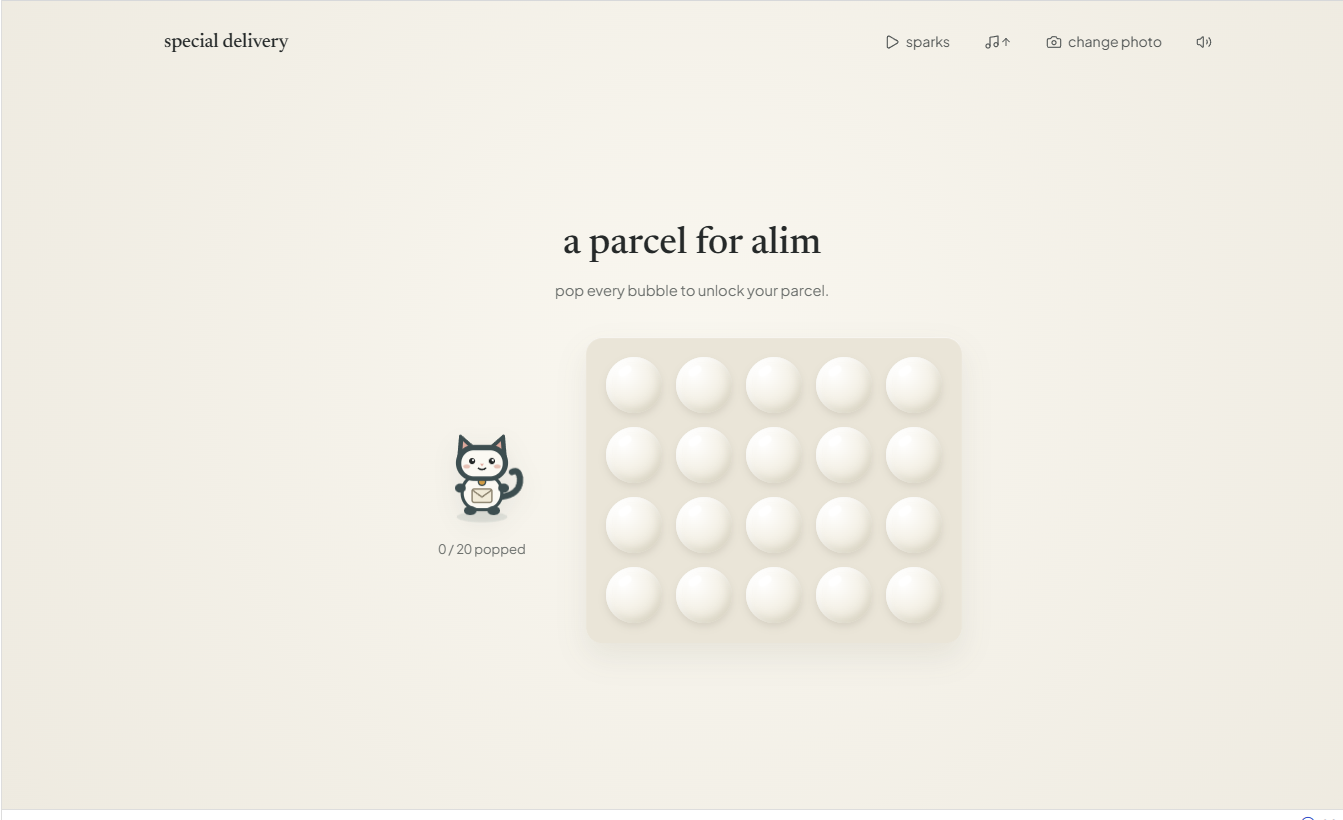 special delivery
sparks
change photo
a parcel for alim
pop every bubble to unlock your parcel.
0 / 20 popped